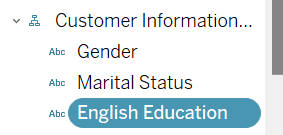 Customer Information...
Abc Gender
Abc Marital Status
Abc English Education